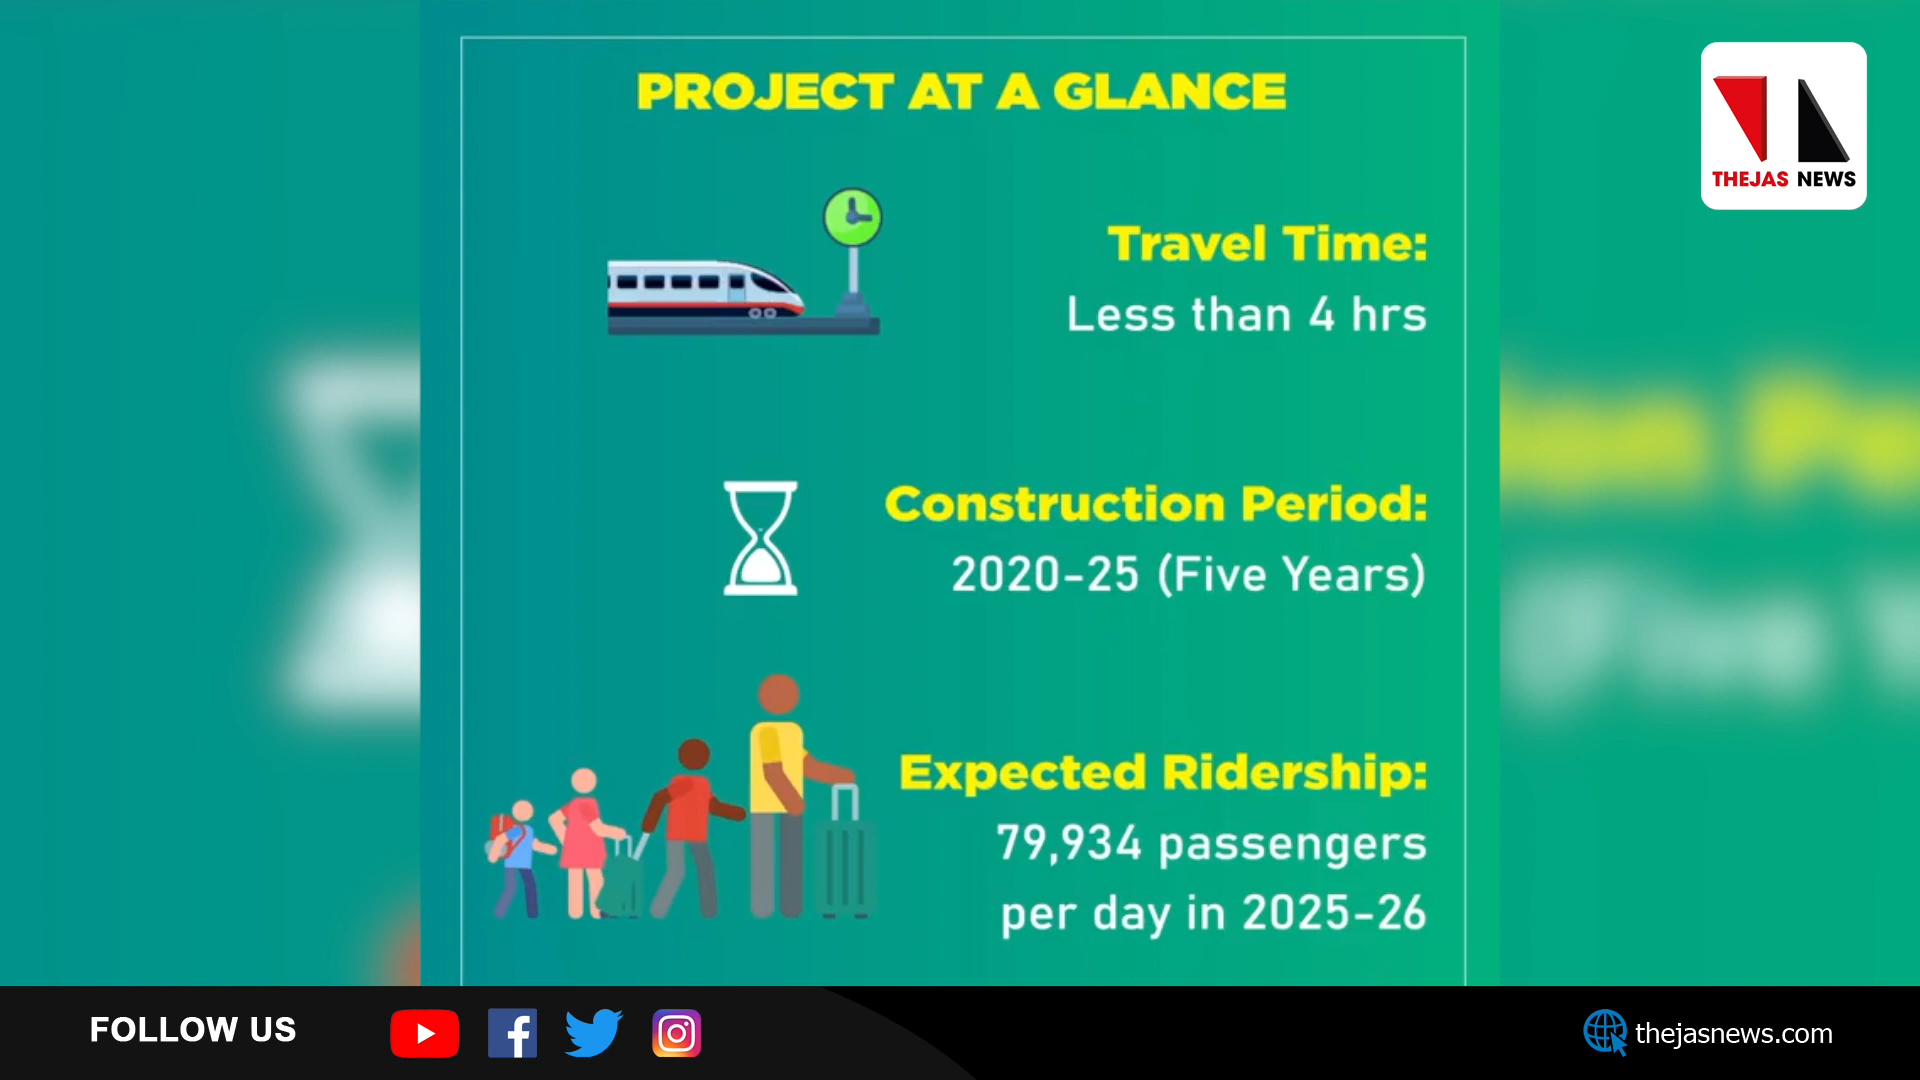 PROJECT AT A GLANCE
THEJAS NEWS
Travel Time:
Less than 4 hrs
Construction Period:
2020-25 (Five Years)
Expected Ridership:
79,934 passengers
per day in 2025-26
FOLLOW US
thejasnews.com